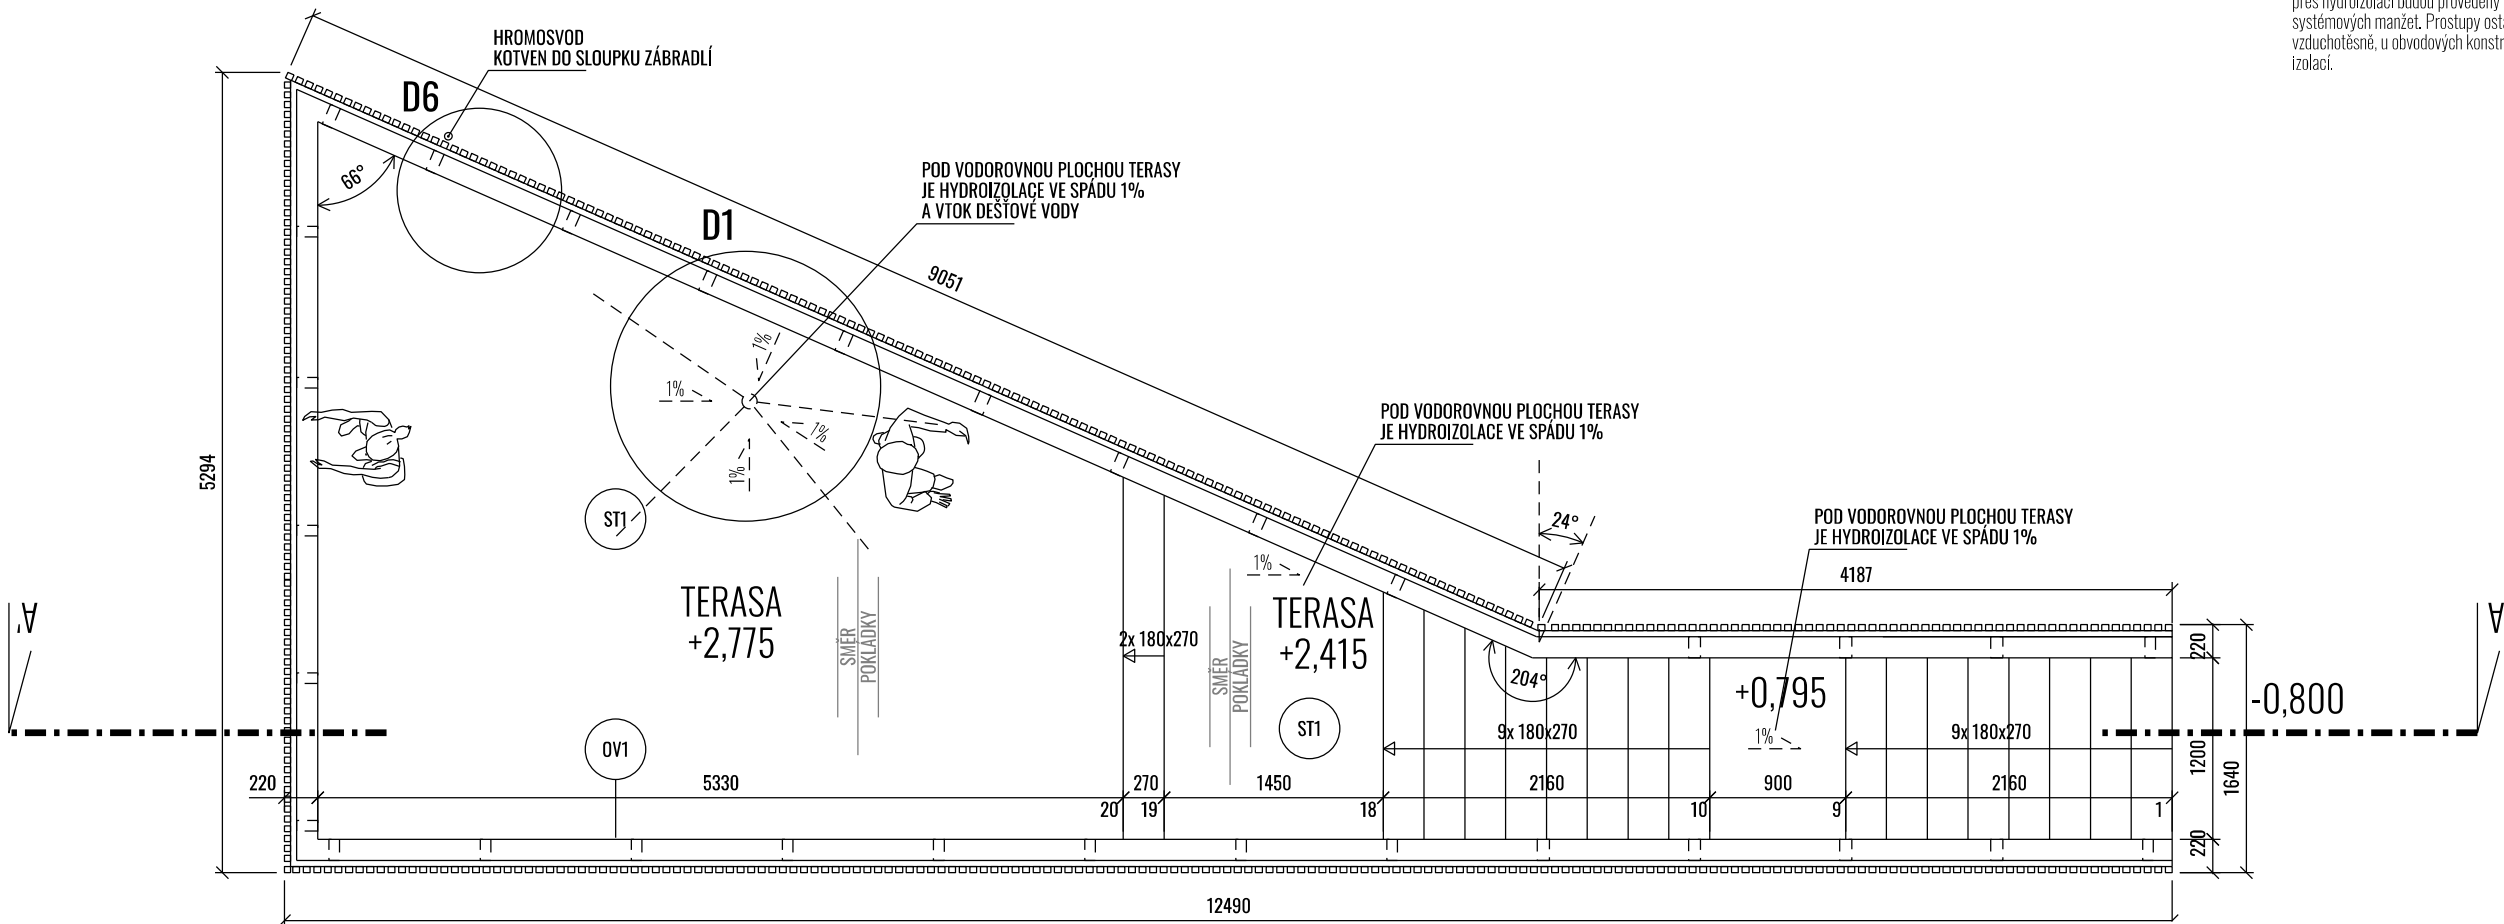 přes hydroizolaci budou provedeny
systémových manžet. Prostupy ost
vzduchotěsně, u obvodových konstr
izolací.
HROMOSVOD
KOTVEN DO SLOUPKU ZÁBRADLÍ
D6
66°
POD VODOROVNOU PLOCHOU TERASY
JE HYDROIZOLACE VE SPÁDU 1%
A VTOK DEŠŤOVÉ VODY
D1
9051
1%
1%
1%
1%
5294
ST1
POD VODOROVNOU PLOCHOU TERASY
JE HYDROIZOLACE VE SPÁDU 1%
24°
POD VODOROVNOU PLOCHOU TERASY
JE HYDROIZOLACE VE SPÁDU 1%
1%
4187
TERASA
+2,775
SMĚR
POKLÁDKY
2x 180x270
TERASA
+2,415
SMĚR
POKLÁDKY
204°
220
A'
A
+0,795
-0,800
ST1
9x 180x270
1%
9x 180x270
OV1
1200
1640
220
5330
270
1450
2160
900
2160
20
19
18
10
9
1
220
12490